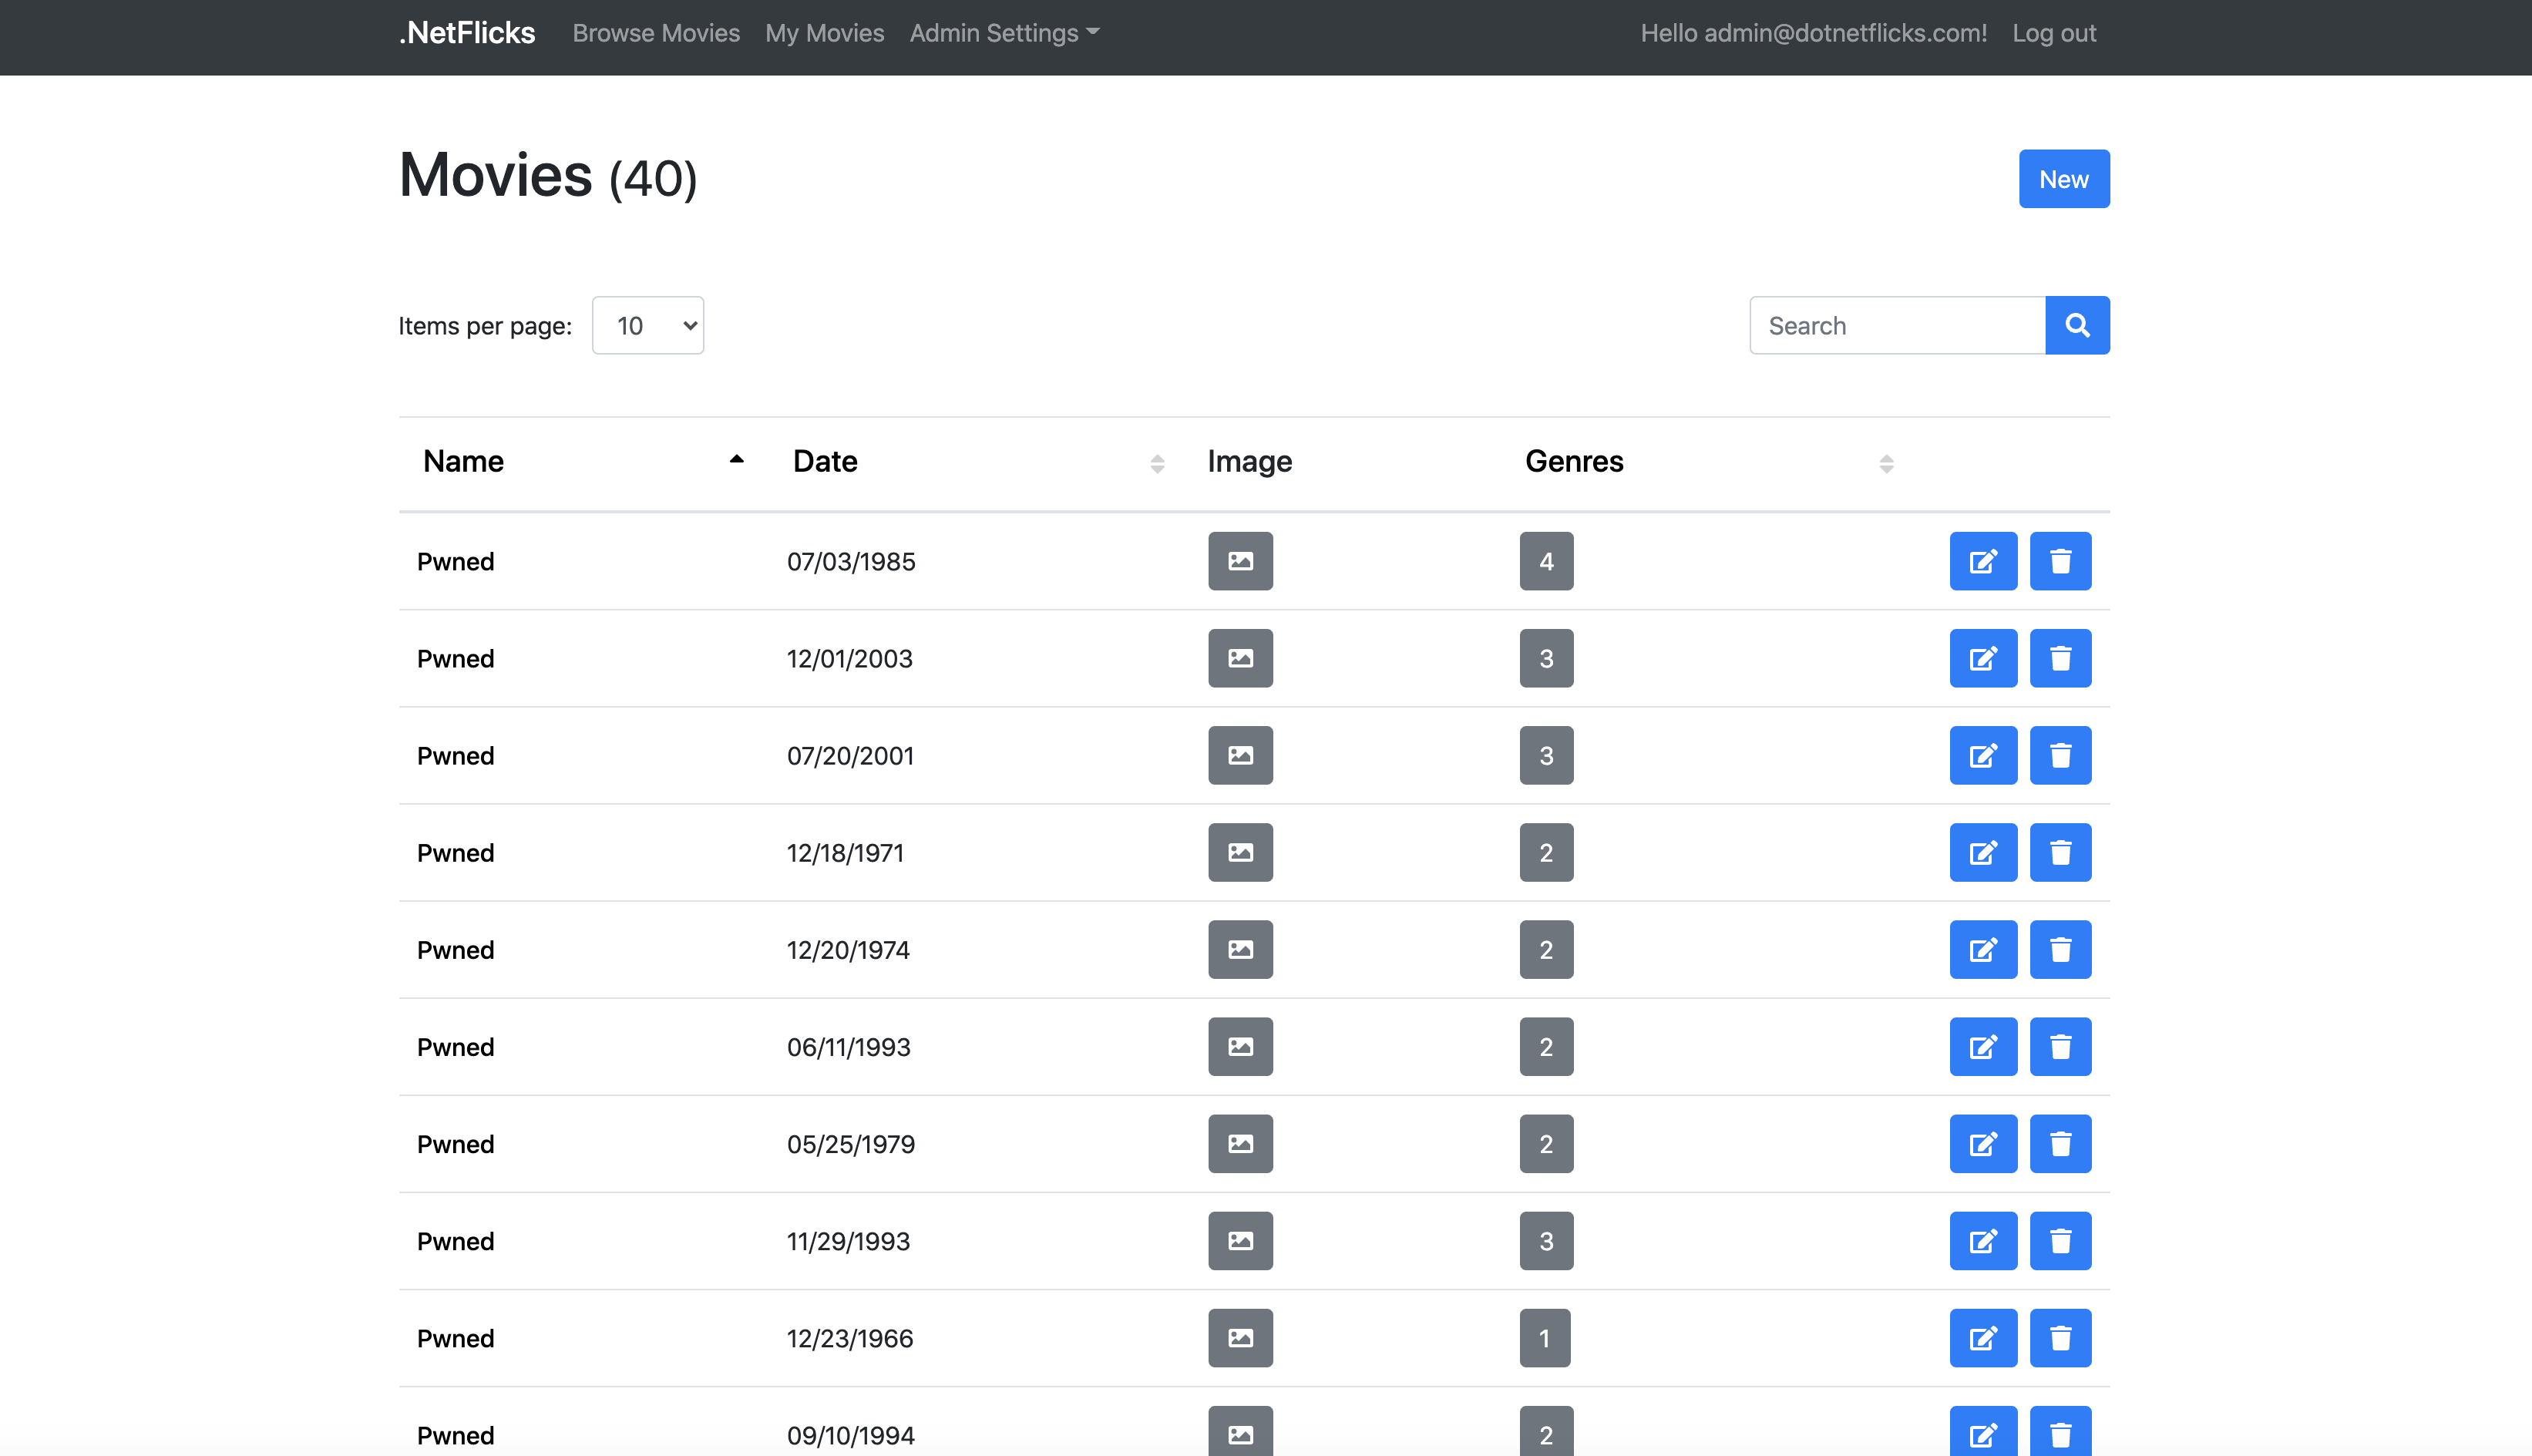 .NetFlicks Browse Movies My Movies Admin Settings Hello admin@dotnetflicks.com! Log out
Movies (40) New
Items per page: 10 Search
Name Date Image Genres
Pwned 07/03/1985 4
Pwned 12/01/2003 3
Pwned 07/20/2001 3
Pwned 12/18/1971 2
Pwned 12/20/1974 2
Pwned 06/11/1993 2
Pwned 05/25/1979 2
Pwned 11/29/1993 3
Pwned 12/23/1966 1
Pwned 09/10/1994 2